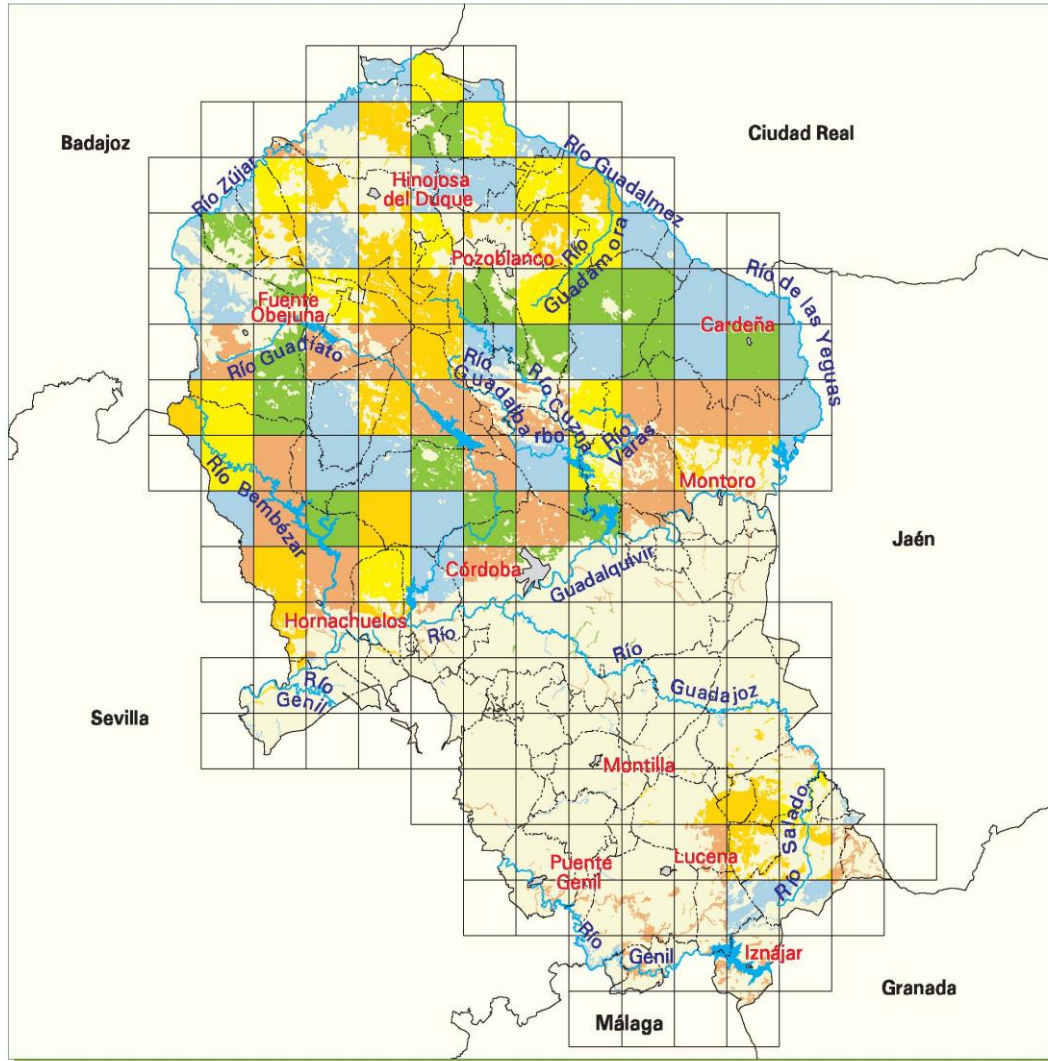 Badajoz
Ciudad Real
Río Zújar
Hinojosa
del Duque
Río Guadalmez
Pozoblanco
Río
Guadamora
Río de las Yeguas
Fuente
Obejuna
Cardeña
Río Guadiato
Río
Guadalba rbo
Río Cuzna
Río
Varas
Río Bembézar
Montoro
Jaén
Córdoba
Guadalquivir
Hornachuelos
Río
Río
Guadajoz
Río
Genil
Sevilla
Montilla
Río Salado
Puente
Genil
Lucena
Río
Genil
Iznájar
Granada
Málaga